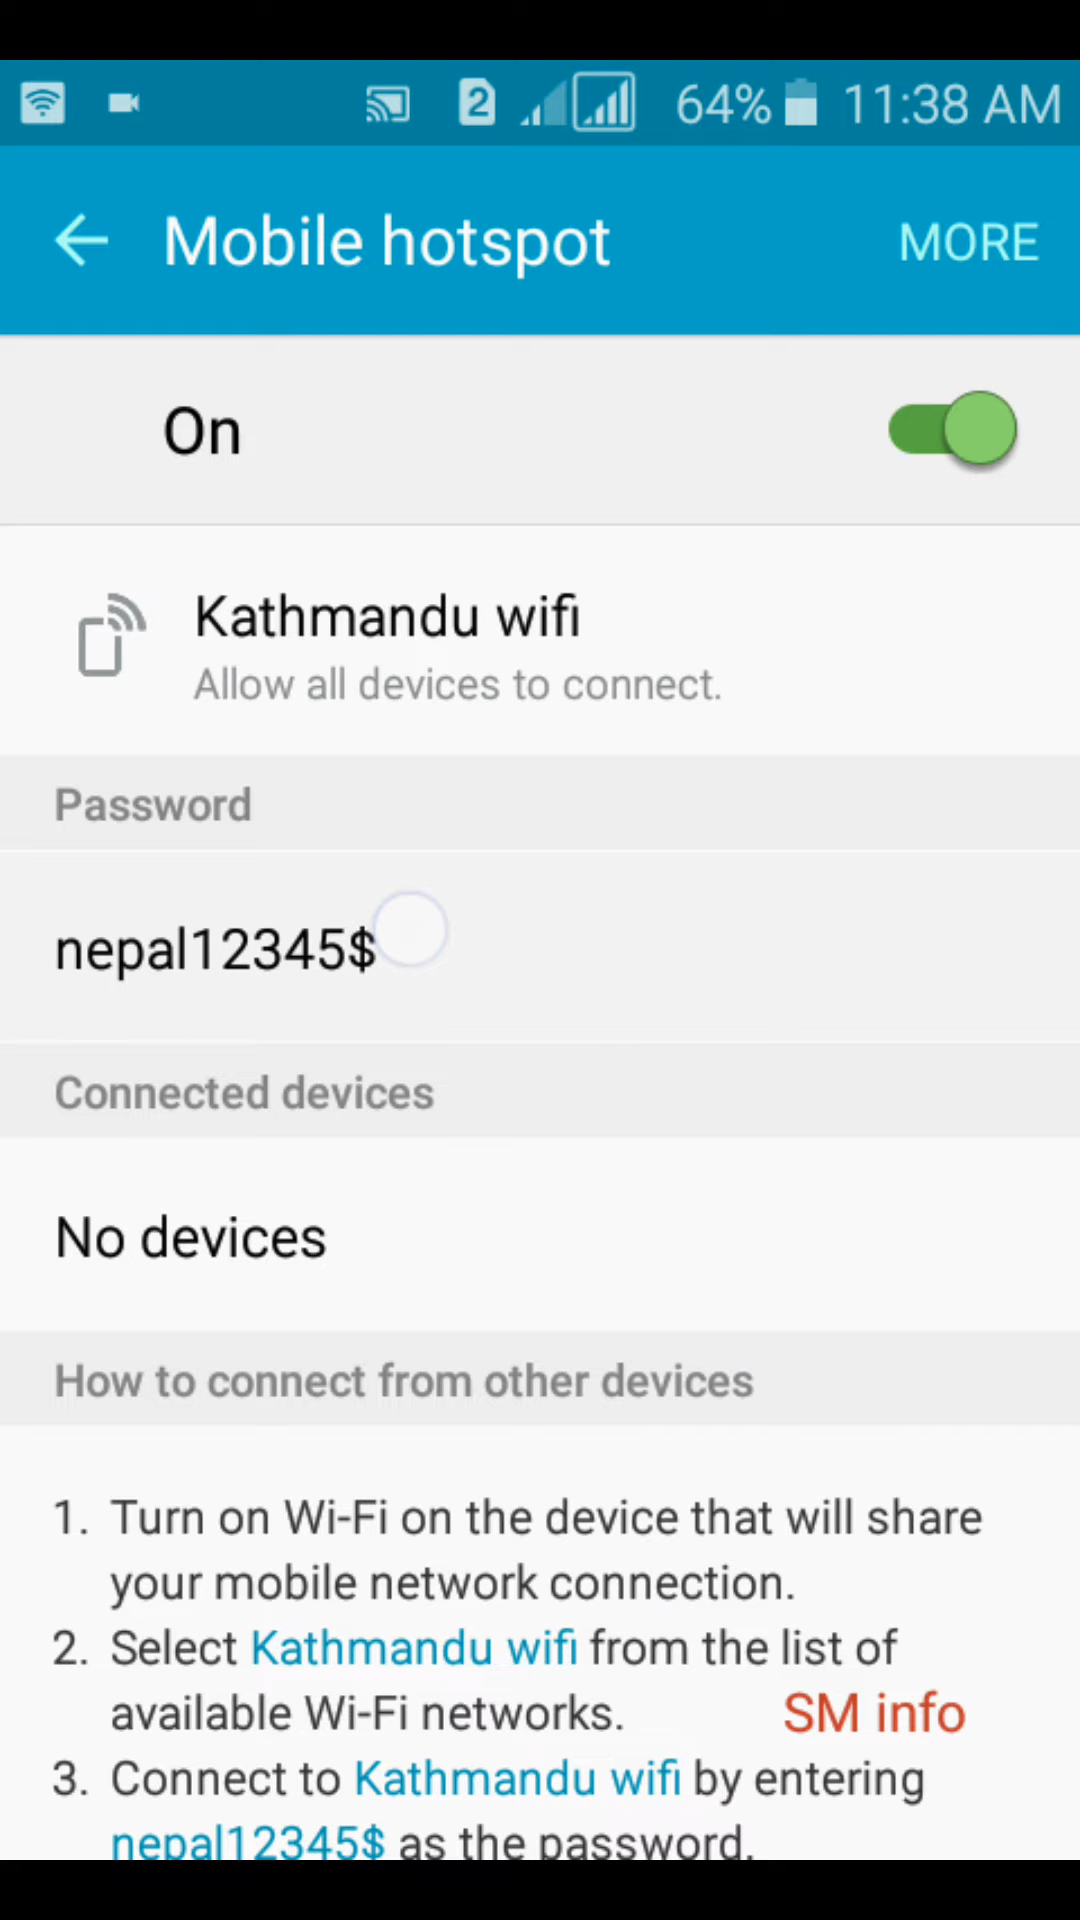 2 64% 11:38 AM
Mobile hotspot MORE
On
Kathmandu wifi
Allow all devices to connect.
Password
nepal12345$
Connected devices
No devices
How to connect from other devices
1. Turn on Wi-Fi on the device that will share
your mobile network connection.
2. Select Kathmandu wifi from the list of
available Wi-Fi networks.
SM info
3. Connect to Kathmandu wifi by entering
nepal12345$ as the password.